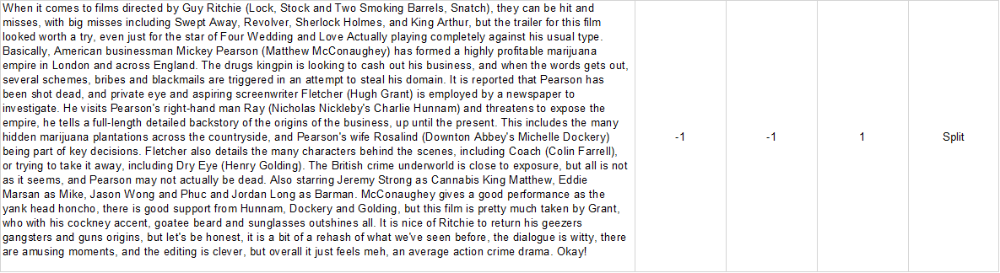 When it comes to films directed by Guy Ritchie (Lock, Stock and Two Smoking Barrels, Snatch), they can be hit and
misses, with big misses including Swept Away, Revolver, Sherlock Holmes, and King Arthur, but the trailer for this film
looked worth a try, even just for the star of Four Wedding and Love Actually playing completely against his usual type.
Basically, American businessman Mickey Pearson (Matthew McConaughey) has formed a highly profitable marijuana
empire in London and across England. The drugs kingpin is looking to cash out his business, and when the words gets out,
several schemes, bribes and blackmails are triggered in an attempt to steal his domain. It is reported that Pearson has
been shot dead, and private eye and aspiring screenwriter Fletcher (Hugh Grant) is employed by a newspaper to
investigate. He visits Pearson's right-hand man Ray (Nicholas Nickleby's Charlie Hunnam) and threatens to expose the
empire, he tells a full-length detailed backstory of the origins of the business, up until the present. This includes the many
hidden marijuana plantations across the countryside, and Pearson's wife Rosalind (Downton Abbey's Michelle Dockery)
being part of key decisions. Fletcher also details the many characters behind the scenes, including Coach (Colin Farrell),
or trying to take it away, including Dry Eye (Henry Golding). The British crime underworld is close to exposure, but all is not
as it seems, and Pearson may not actually be dead. Also starring Jeremy Strong as Cannabis King Matthew, Eddie
Marsan as Mike, Jason Wong and Phuc and Jordan Long as Barman. McConaughey gives a good performance as the
yank head honcho, there is good support from Hunnam, Dockery and Golding, but this film is pretty much taken by Grant,
who with his cockney accent, goatee beard and sunglasses outshines all. It is nice of Ritchie to return his geezers
gangsters and guns origins, but let's be honest, it is a bit of a rehash of what we've seen before, the dialogue is witty, there
are amusing moments, and the editing is clever, but overall it just feels meh, an average action crime drama. Okay!
-1 -1 1 Split